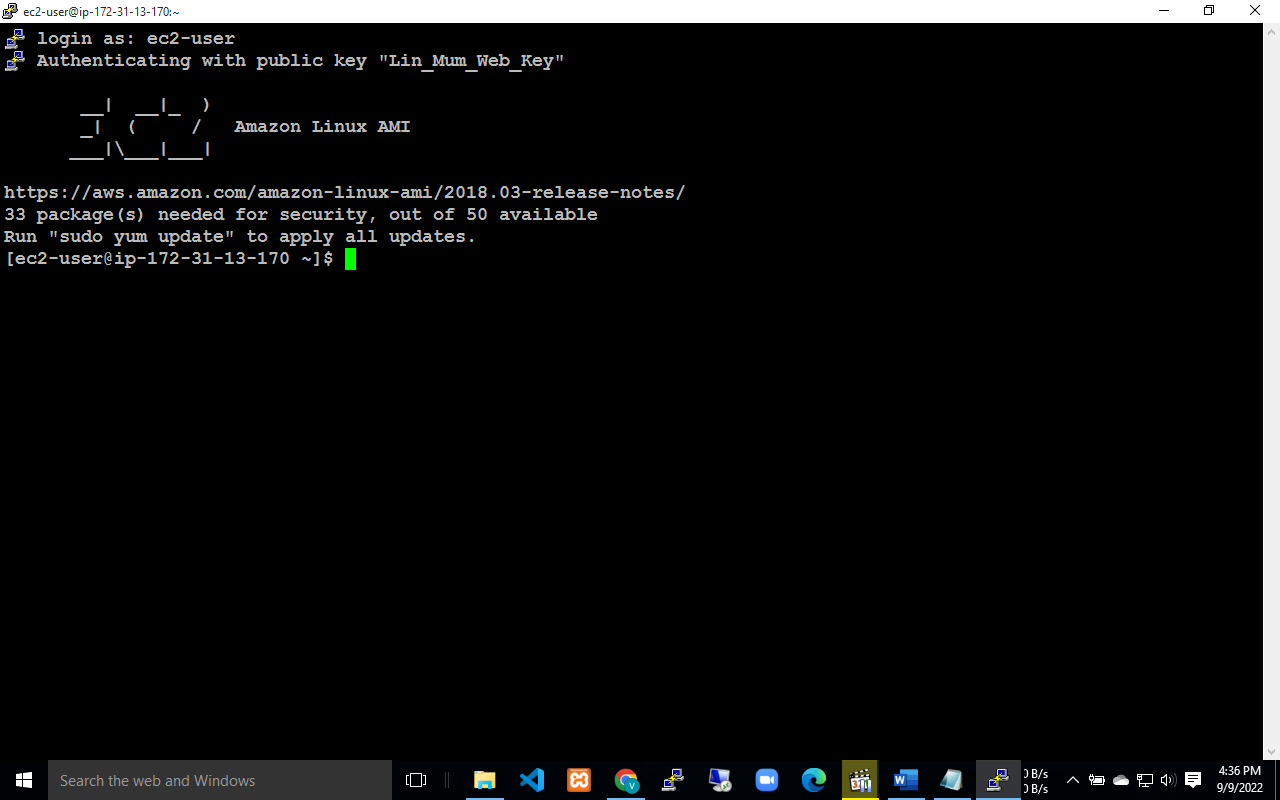 ec2-user@ip-172-31-13-170:~
login as: ec2-user
Authenticating with public key "Lin_Mum_Web_Key"
       __|  __|_  )
       _|  (     /   Amazon Linux AMI
      ___|\___|___|
https://aws.amazon.com/amazon-linux-ami/2018.03-release-notes/
33 package(s) needed for security, out of 50 available
Run "sudo yum update" to apply all updates.
[ec2-user@ip-172-31-13-170 ~]$
Search the web and Windows
0 B/s
0 B/s
4:36 PM
9/9/2022